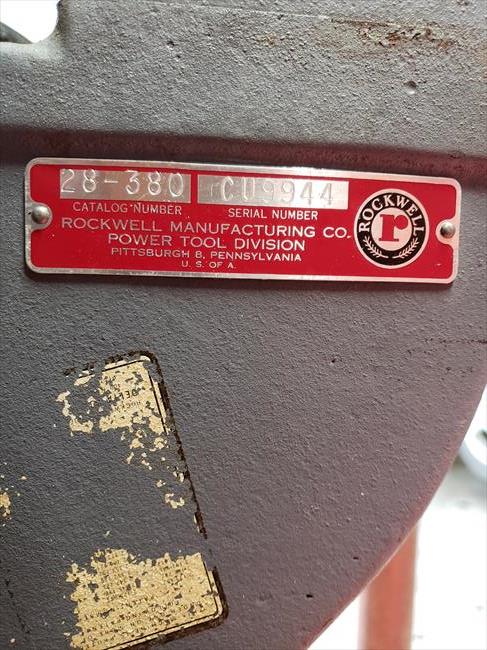 28-380 CU9944
CATALOG NUMBER SERIAL NUMBER
ROCKWELL MANUFACTURING CO.
POWER TOOL DIVISION
PITTSBURGH 8, PENNSYLVANIA
U. S. OF A.
ROCKWELL
r